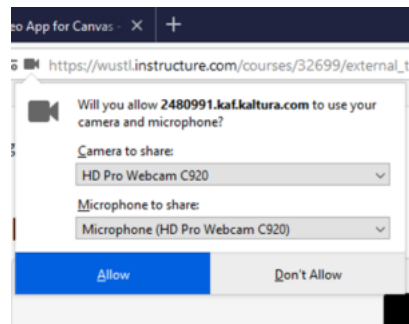 eo App for Canvas -
https://wustl.instructure.com/courses/32699/external_t
Will you allow 2480991.kaf.kaltura.com to use your
camera and microphone?
Camera to share:
HD Pro Webcam C920
Microphone to share:
Microphone (HD Pro Webcam C920)
Allow Don't Allow